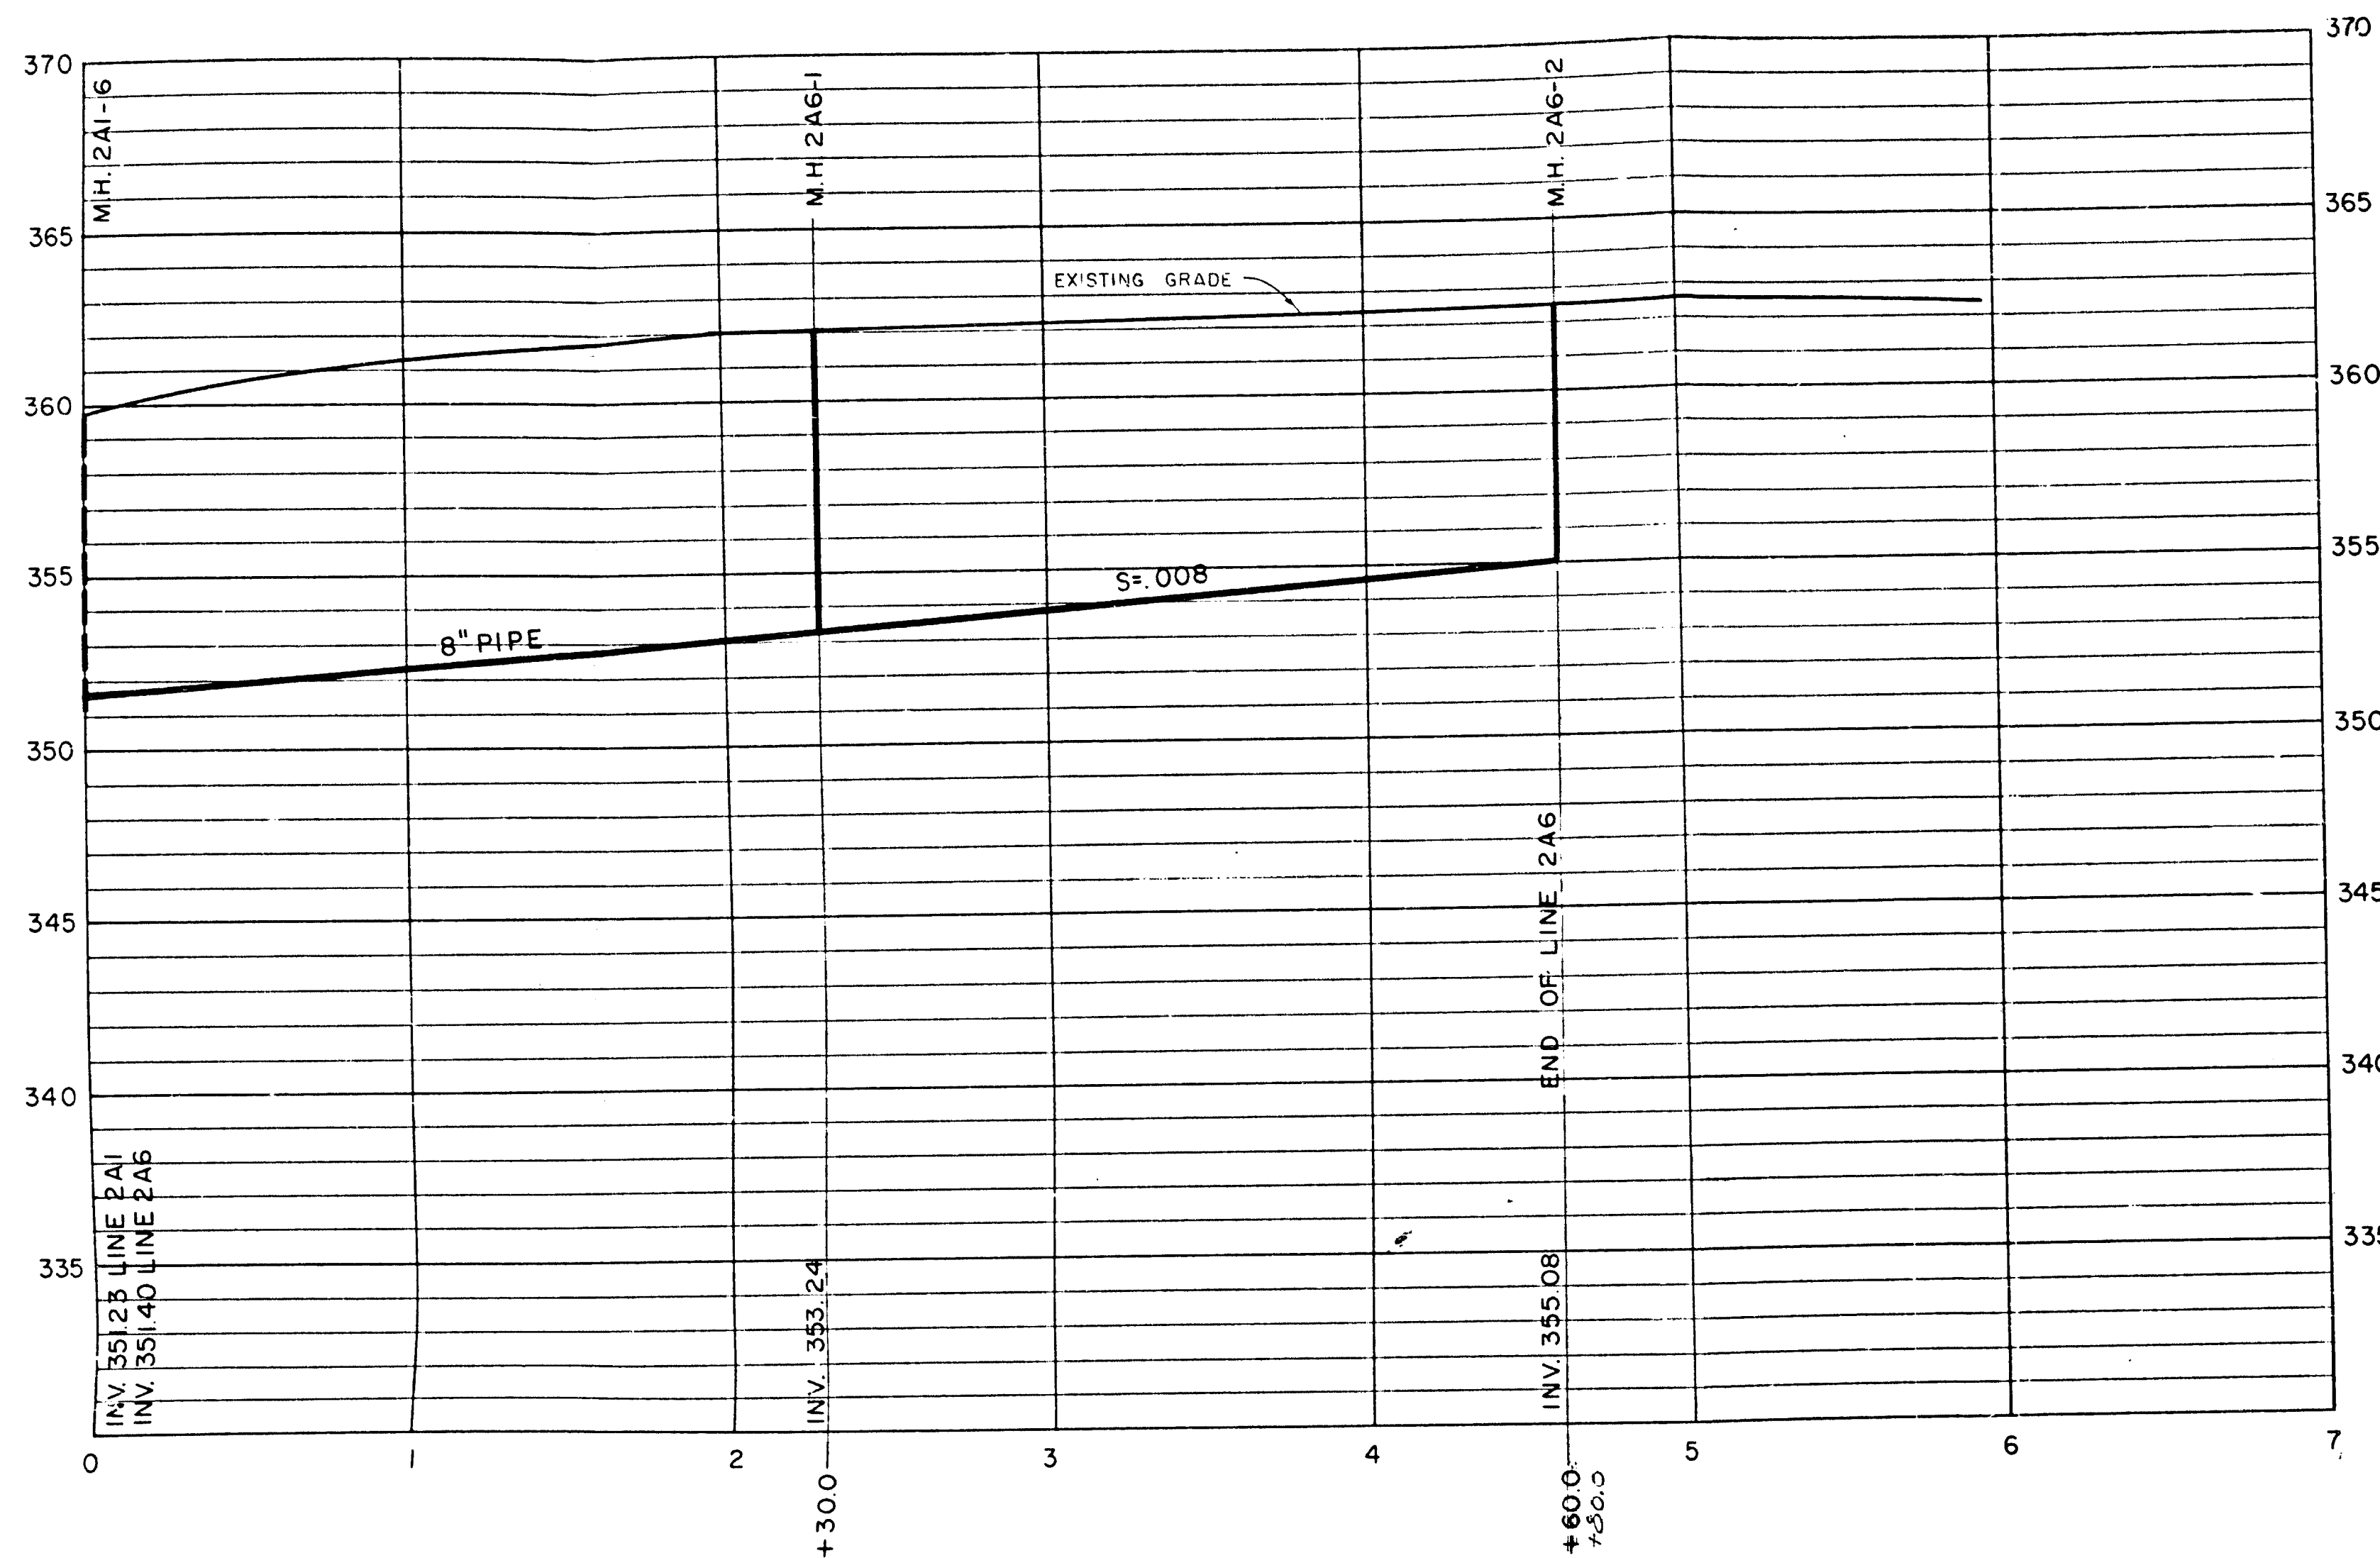 370
370
M.H. 2A1-6
M.H. 2A6-1
M.H. 2A6-2
365
365
EXISTING GRADE
360
360
355
355
S=.008
8" PIPE
350
350
END OF LINE 2A6
345
345
340
340
INV. 351.23 LINE 2A1
INV. 351.40 LINE 2A6
INV. 353.24
INV. 355.08
335
335
0
1
2
3
4
5
6
7
+30.0
+60.0
+80.0